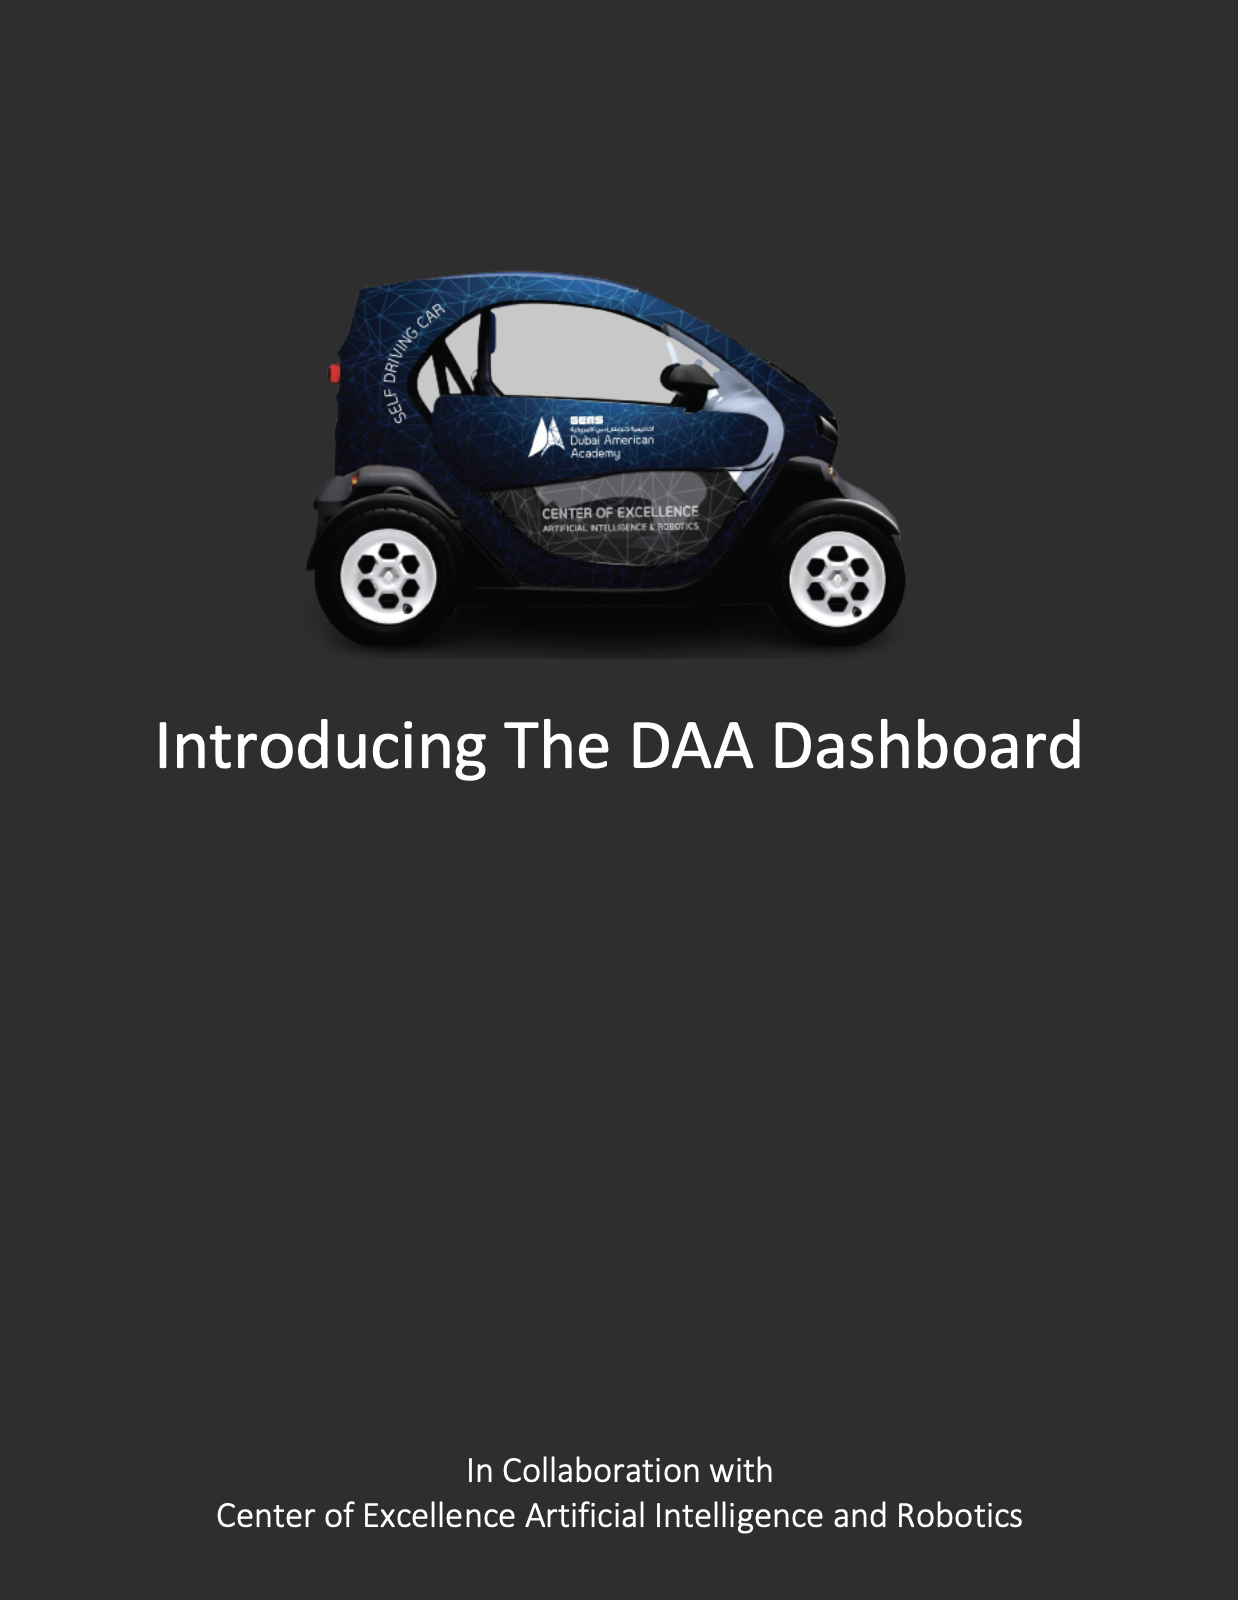 SELF DRIVING CAR
GEMS
Dubai American
Academy
CENTER OF EXCELLENCE
ARTIFICIAL INTELLIGENCE & ROBOTICS
Introducing The DAA Dashboard
In Collaboration with
Center of Excellence Artificial Intelligence and Robotics